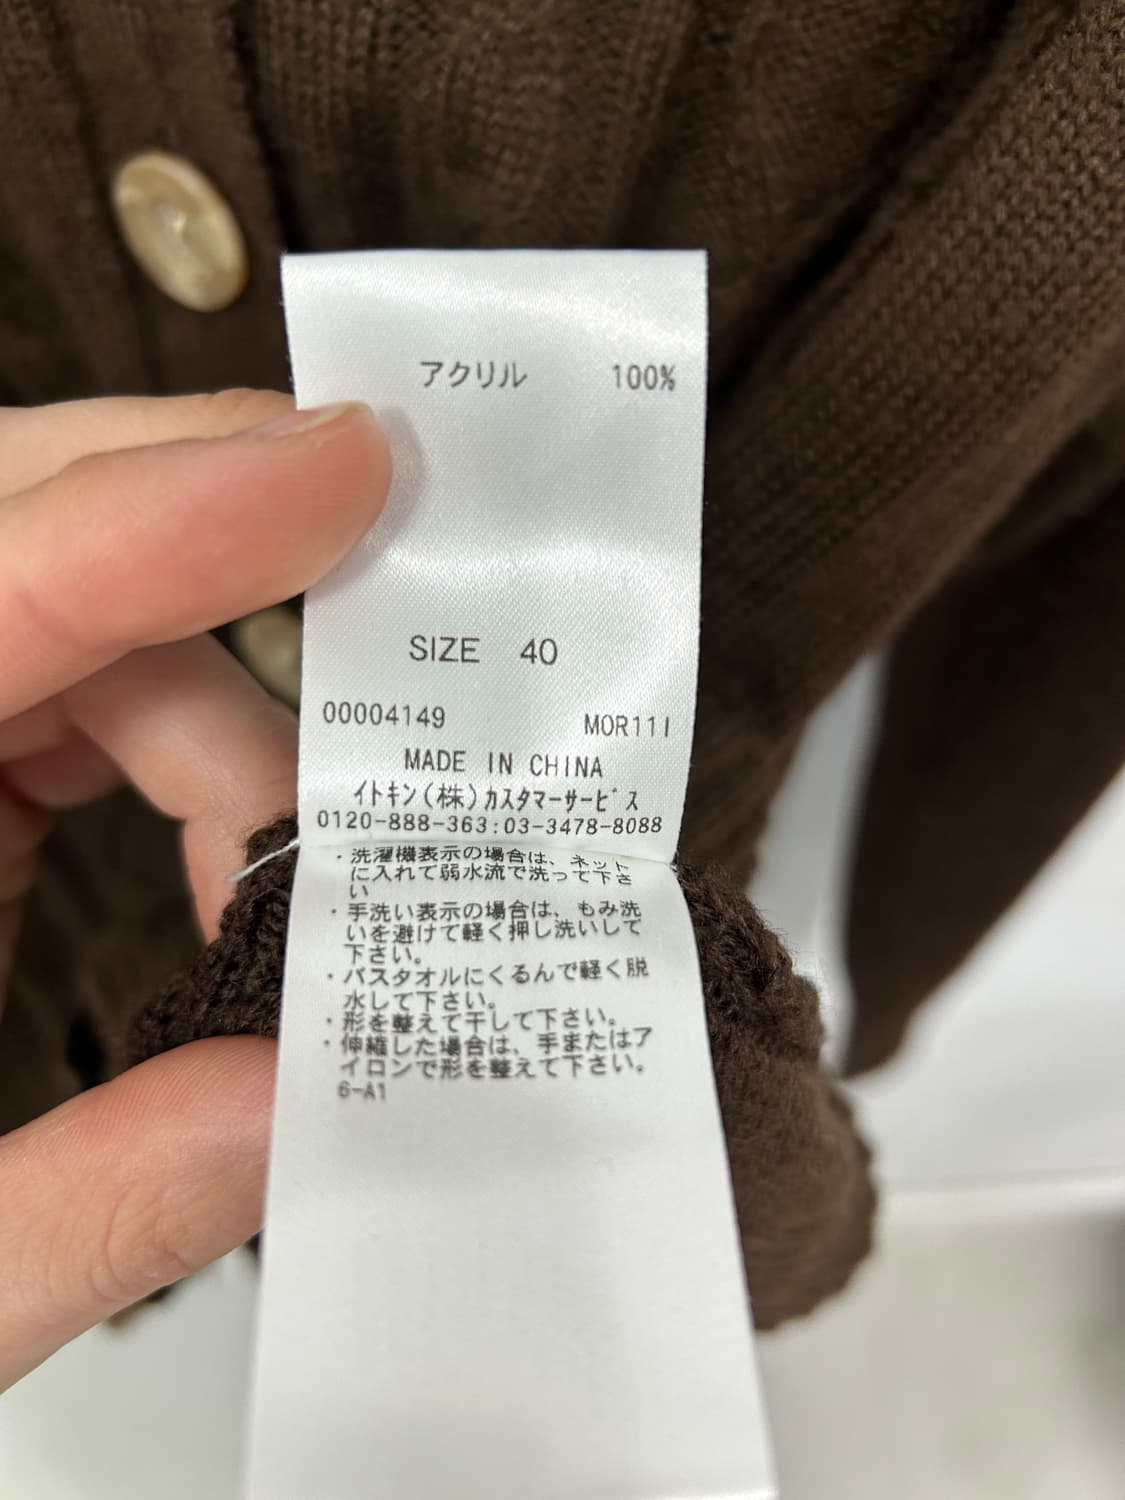 アクリル 100%
SIZE 40
00004149 MOR111
MADE IN CHINA
ｲﾄｷﾝ(株)ｶｽﾀﾏｰｻｰﾋﾞｽ
0120-888-363:03-3478-8088
・洗濯機表示の場合は、ネット
に入れて弱水流で洗って下さ
い
・手洗い表示の場合は、もみ洗
いを避けて軽く押し洗いして
下さい。
・バスタオルにくるんで軽く脱
水して下さい。
・形を整えて干して下さい。
・伸縮した場合は、手またはア
イロンで形を整えて下さい。
6-A1